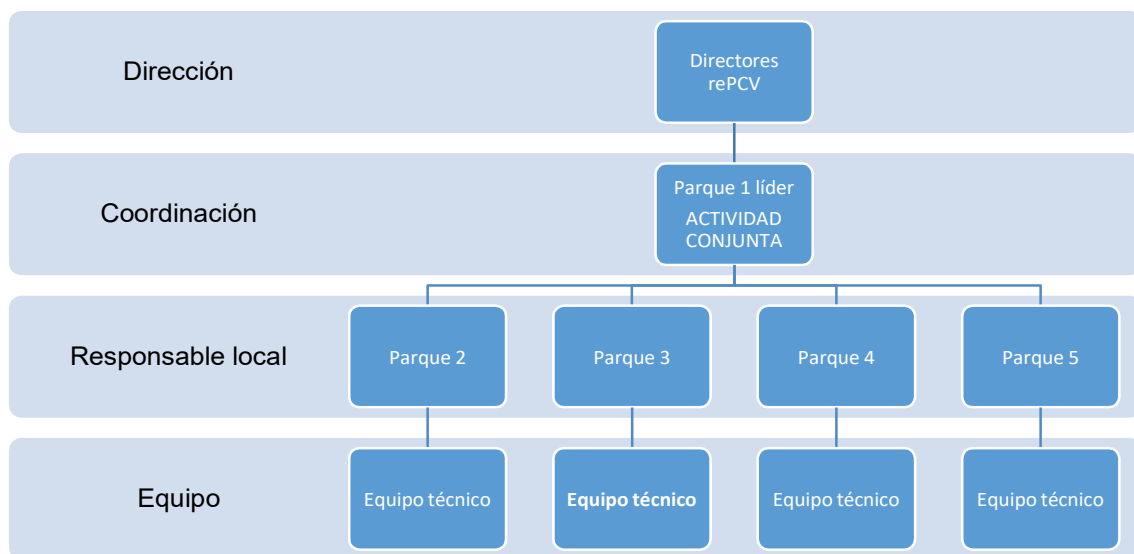 Dirección
Directores
rePCV
Coordinación
Parque 1 líder
ACTIVIDAD
CONJUNTA
Responsable local
Parque 2
Parque 3
Parque 4
Parque 5
Equipo
Equipo técnico
Equipo técnico
Equipo técnico
Equipo técnico